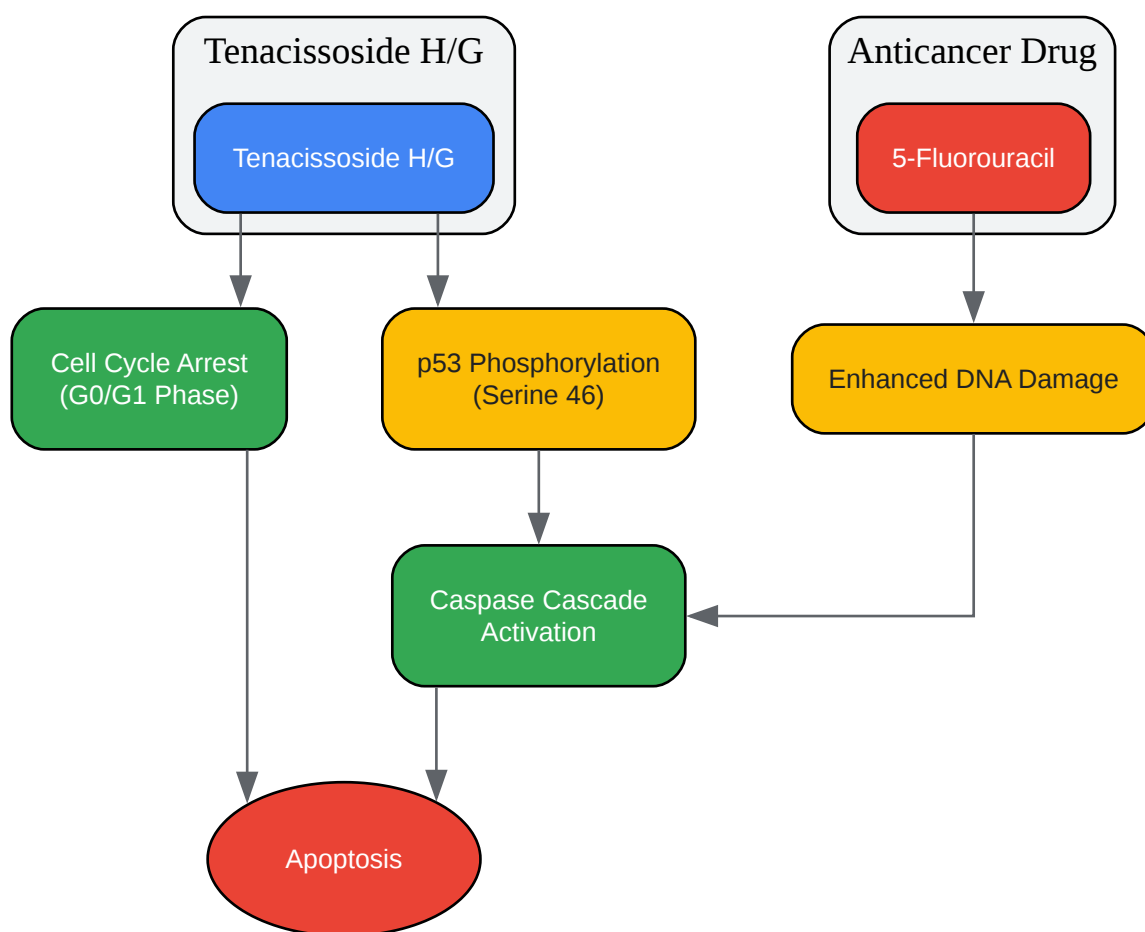 Tenacissoside H/G
Anticancer Drug
Tenacissoside H/G
5-Fluorouracil
Cell Cycle Arrest
(G0/G1 Phase)
p53 Phosphorylation
(Serine 46)
Enhanced DNA Damage
Caspase Cascade
Activation
Apoptosis